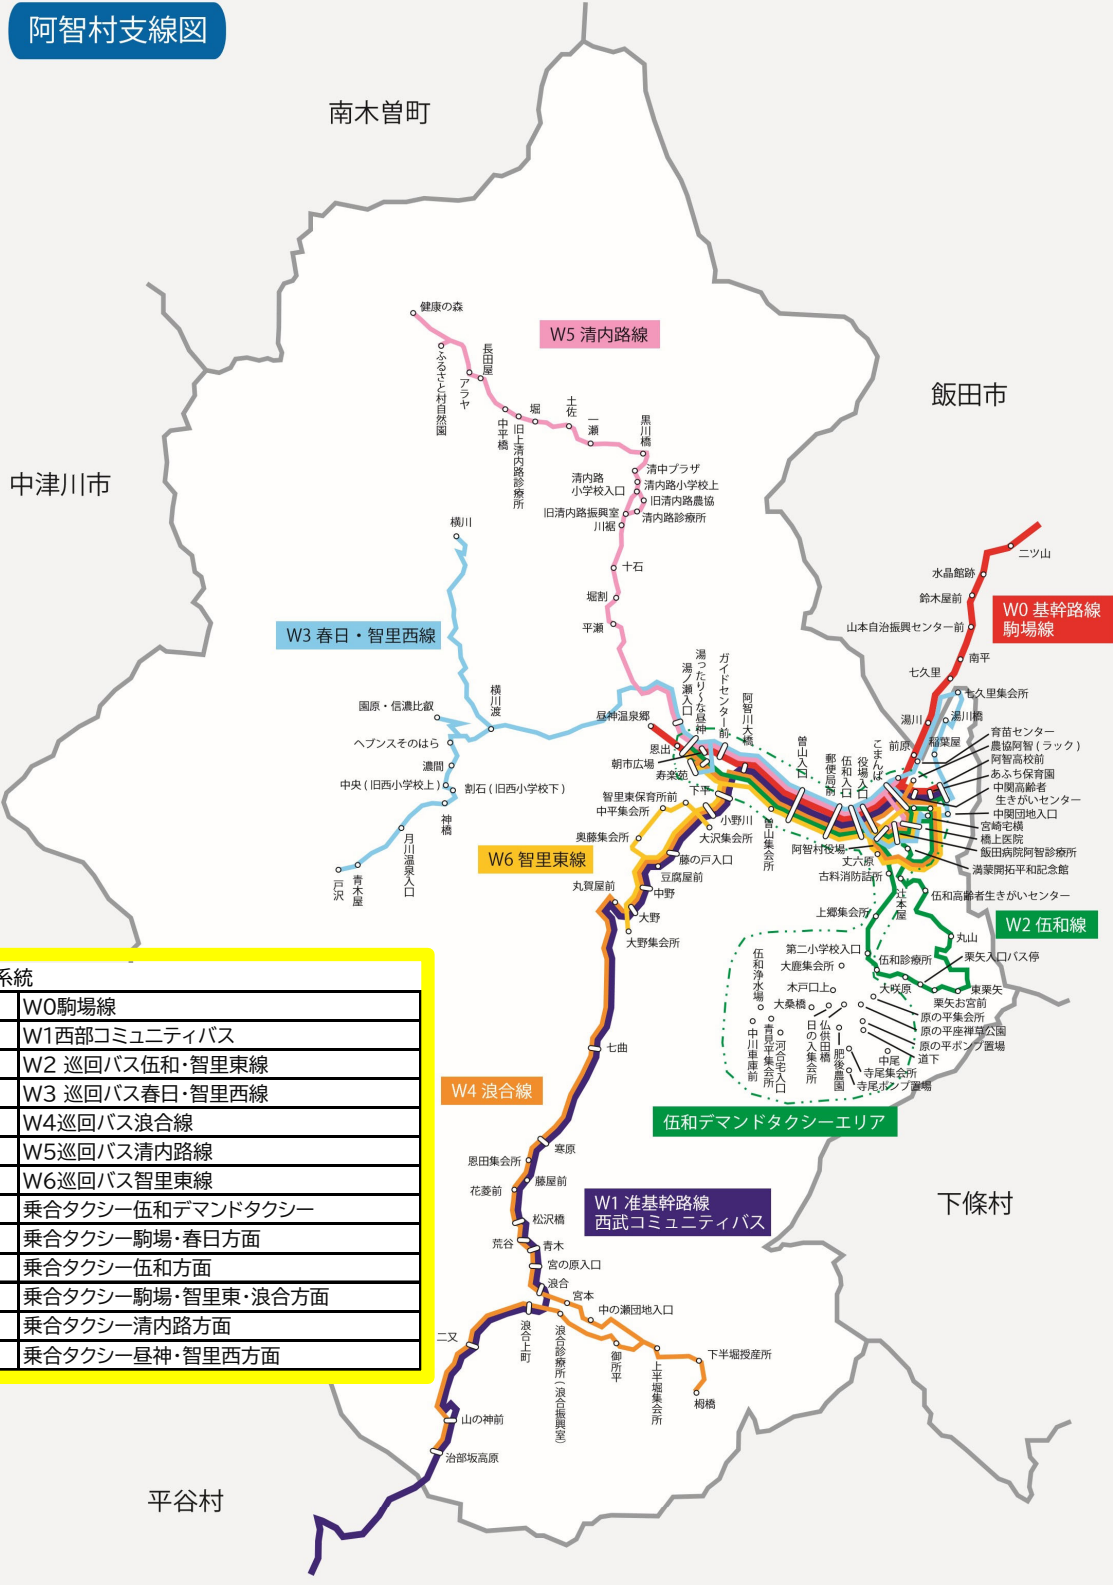 阿智村支線図
南木曽町
飯田市
中津川市
下條村
平谷村
W5 清内路線
健康の森
ふるさと村自然園
アラヤ
長田屋
中平橋
旧上清内路診療所
堀
土佐
一瀬
黒川橋
清中プラザ
清内路小学校上
清内路
小学校入口
旧清内路農協
旧清内路振興室
清内路診療所
川裾
十石
堀割
平瀬
W3 春日・智里西線
横川
横川渡
園原・信濃比叡
ヘブンスそのはら
濃間
中央(旧西小学校上)
割石(旧西小学校下)
神橋
月川温泉入口
青木屋
戸沢
W0 基幹路線
駒場線
二ツ山
水晶館跡
鈴木屋前
山本自治振興センター前
南平
七久里
七久里集会所
湯川
湯川橋
前原
稲葉屋
育苗センター
農協阿智(ラック)
阿智高校前
あふち保育園
中関高齢者
生きがいセンター
中関団地入口
宮崎宅横
橋上医院
飯田病院阿智診療所
満蒙開拓平和記念館
湯ノ瀬入口
湯ったり〜な昼神
ガイドセンター前
阿智川大橋
昼神温泉郷
恩出
朝市広場
寿楽苑
下平
曽山入口
郵便局前
伍和入口
役場入口
こまんば
曽山集会所
阿智村役場
丈六原
古料消防詰所
辻本屋
伍和高齢者生きがいセンター
W6 智里東線
智里東保育所前
中平集会所
小野川
大沢集会所
奥藤集会所
藤の戸入口
豆腐屋前
中野
丸賀屋前
大野
大野集会所
W2 伍和線
上郷集会所
丸山
第二小学校入口
伍和診療所
栗矢入口バス停
大咲原
東栗矢
栗矢お宮前
大鹿集会所
伍和浄水場
木戸口上
大桑橋
原の平集会所
原の平座禅草公園
原の平ポンプ置場
道下
中川車庫前
青見平集会所
河合宅入口
日の入集会所
仏供田橋
肥後農園
中尾
寺尾集会所
寺尾ポンプ置場
伍和デマンドタクシーエリア
系統
W0駒場線
W1西部コミュニティバス
W2 巡回バス伍和・智里東線
W3 巡回バス春日・智里西線
W4巡回バス浪合線
W5巡回バス清内路線
W6巡回バス智里東線
乗合タクシー伍和デマンドタクシー
乗合タクシー駒場・春日方面
乗合タクシー伍和方面
乗合タクシー駒場・智里東・浪合方面
乗合タクシー清内路方面
乗合タクシー昼神・智里西方面
W4 浪合線
七曲
寒原
恩田集会所
藤屋前
花菱前
松沢橋
荒谷
青木
宮の原入口
浪合
W1 准基幹路線
西武コミュニティバス
宮本
中の瀬団地入口
浪合上町
浪合診療所(浪合振興室)
御所平
上半堀集会所
下半堀授産所
栂橋
二又
山の神前
治部坂高原